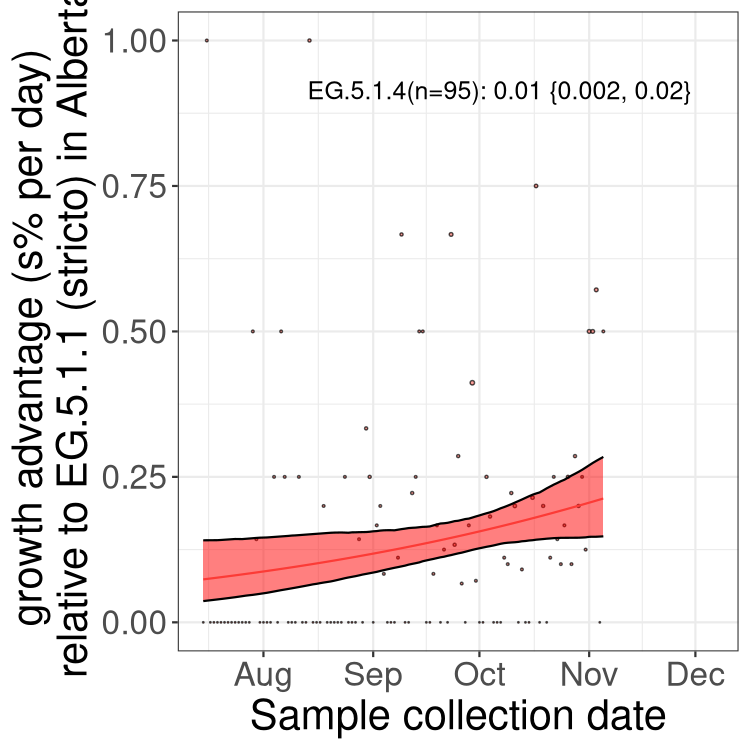 growth advantage (s% per day)
relative to EG.5.1.1 (stricto) in Alberta
1.00
0.75
0.50
0.25
0.00
EG.5.1.4(n=95): 0.01 {0.002, 0.02}
Aug Sep Oct Nov Dec
Sample collection date